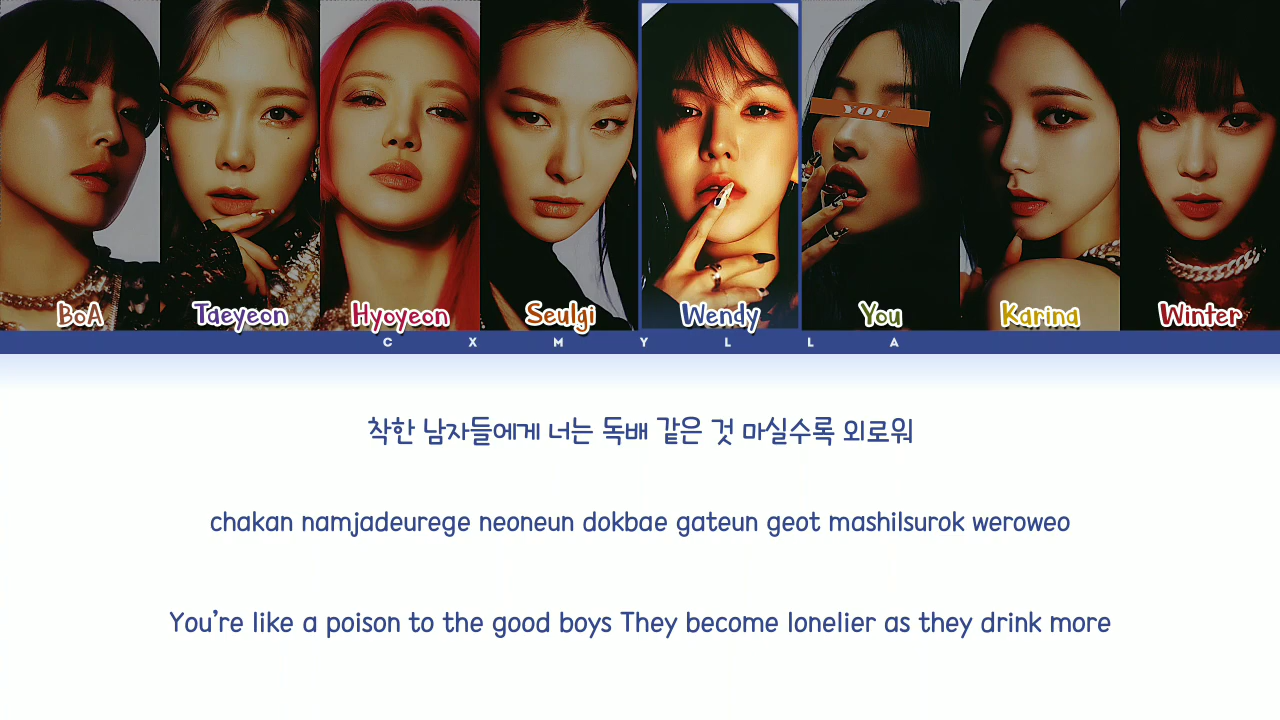 YOU
BoA Taeyeon Hyoyeon Seulgi Wendy You Karina Winter
CXMYLLA
착한 남자들에게 너는 독배 같은 것 마실수록 외로워
chakan namjadeurege neoneun dokbae gateun geot mashilsurok weroweo
You're like a poison to the good boys They become lonelier as they drink more